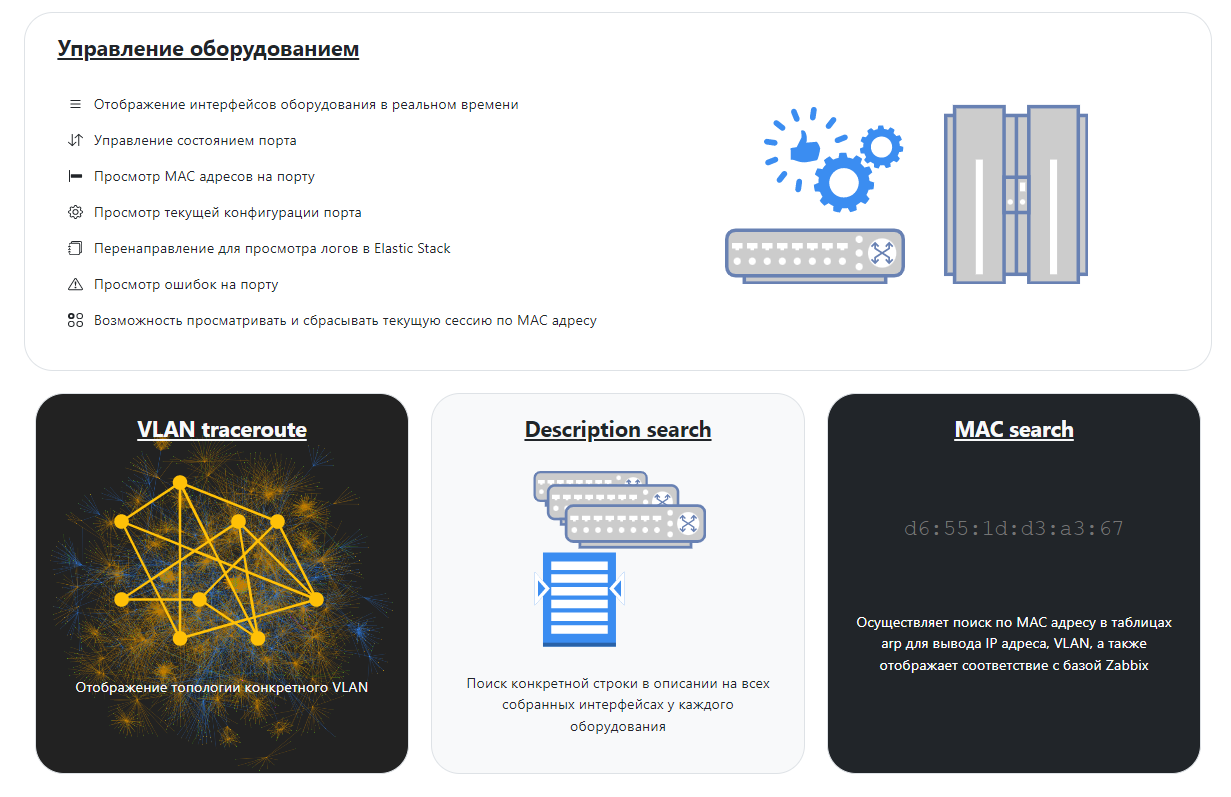 Управление оборудованием
Отображение интерфейсов оборудования в реальном времени
Управление состоянием порта
Просмотр MAC адресов на порту
Просмотр текущей конфигурации порта
Перенаправление для просмотра логов в Elastic Stack
Просмотр ошибок на порту
Возможность просматривать и сбрасывать текущую сессию по MAC адресу
VLAN traceroute
Отображение топологии конкретного VLAN
Description search
Поиск конкретной строки в описании на всех
собранных интерфейсах у каждого
оборудования
MAC search
d6:55:1d:d3:a3:67
Осуществляет поиск по MAC адресу в таблицах
arp для вывода IP адреса, VLAN, а также
отображает соответствие с базой Zabbix